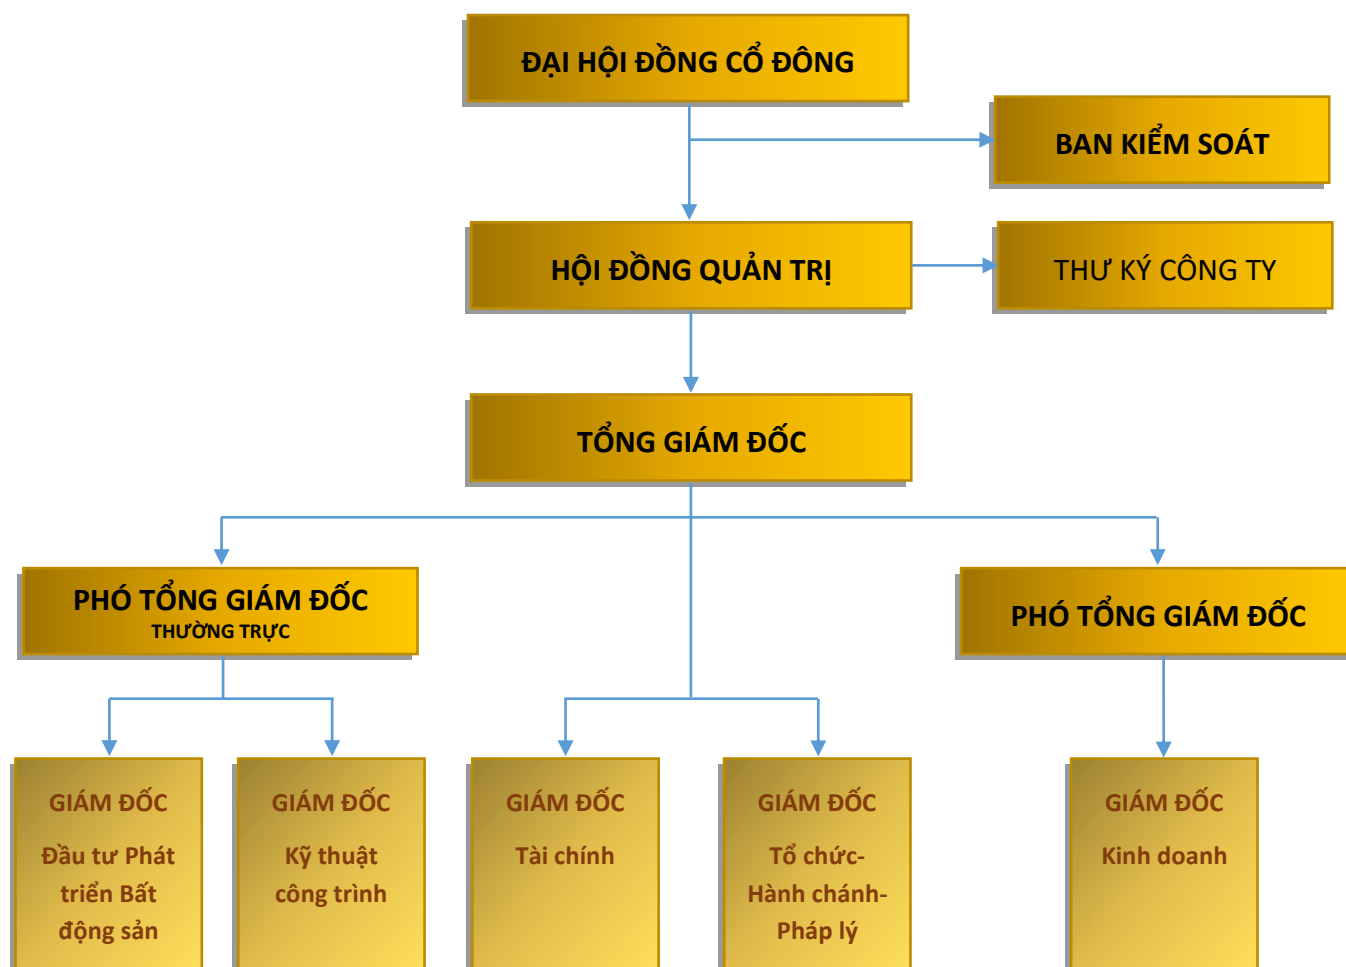 ĐẠI HỘI ĐỒNG CỔ ĐÔNG
BAN KIỂM SOÁT
HỘI ĐỒNG QUẢN TRỊ
THƯ KÝ CÔNG TY
TỔNG GIÁM ĐỐC
PHÓ TỔNG GIÁM ĐỐC
THƯỜNG TRỰC
PHÓ TỔNG GIÁM ĐỐC
GIÁM ĐỐC
Đầu tư Phát
triển Bất
động sản
GIÁM ĐỐC
Kỹ thuật
công trình
GIÁM ĐỐC
Tài chính
GIÁM ĐỐC
Tổ chức-
Hành chánh-
Pháp lý
GIÁM ĐỐC
Kinh doanh